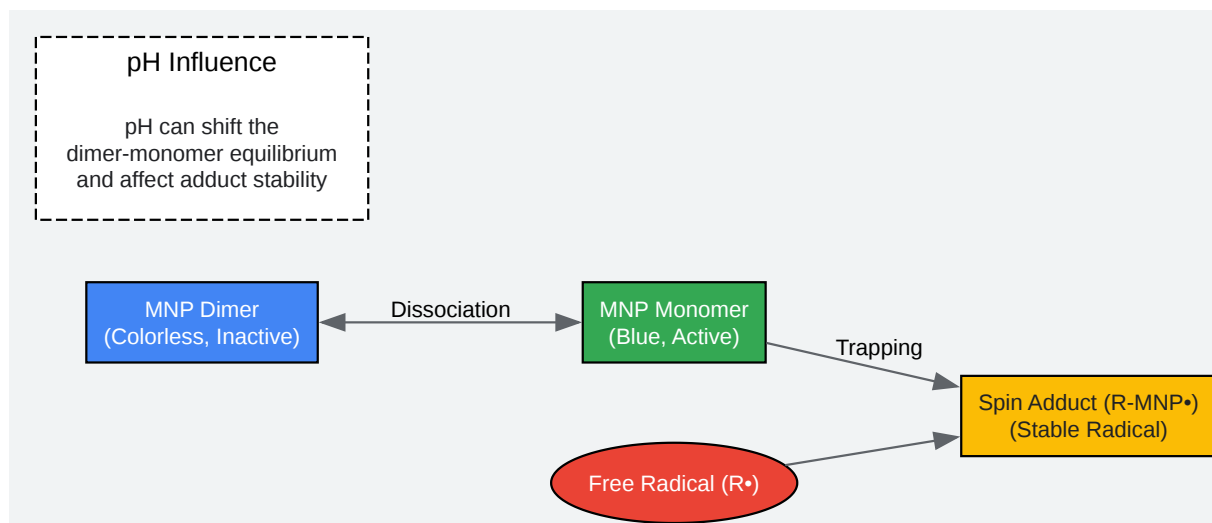 pH Influence
pH can shift the
dimer-monomer equilibrium
and affect adduct stability
MNP Dimer
(Colorless, Inactive)
Dissociation
MNP Monomer
(Blue, Active)
Trapping
Spin Adduct (R-MNP•)
(Stable Radical)
Free Radical (R•)